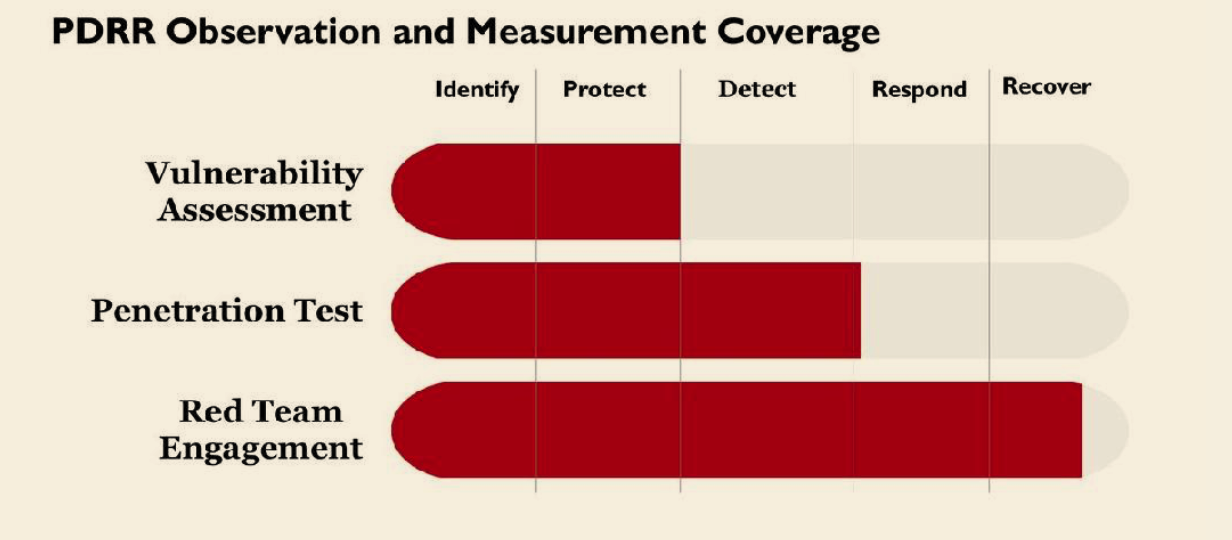 PDRR Observation and Measurement Coverage
Identify Protect Detect Respond Recover
Vulnerability
Assessment
Penetration Test
Red Team
Engagement